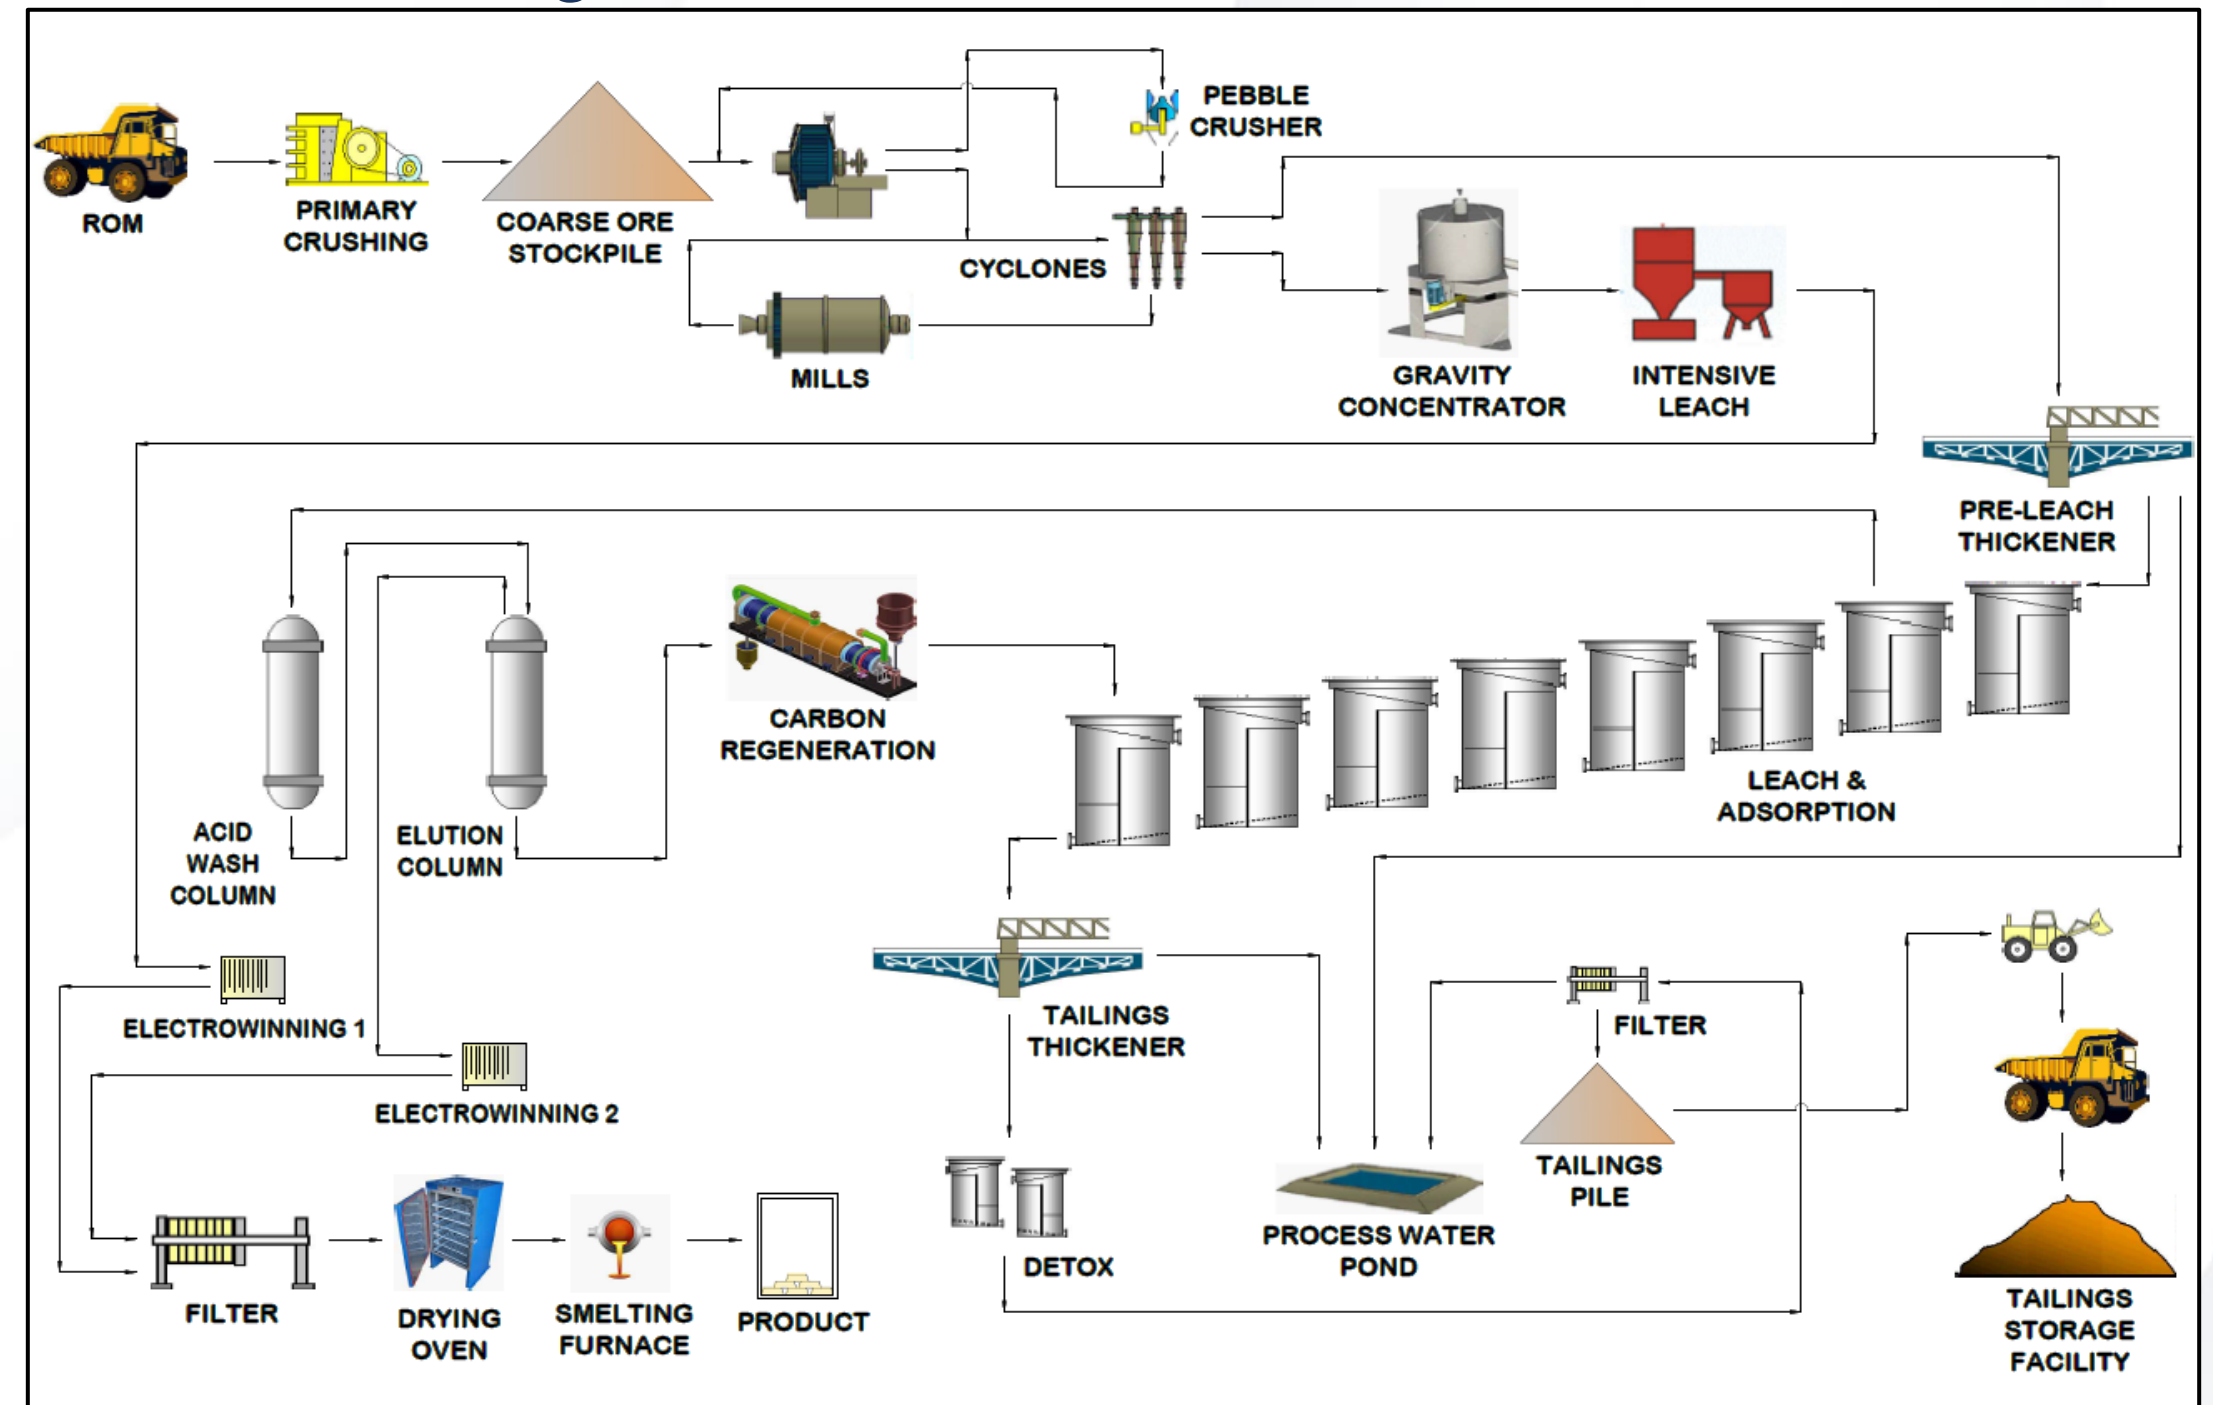 ROM
PRIMARY
CRUSHING
COARSE ORE
STOCKPILE
PEBBLE
CRUSHER
CYCLONES
MILLS
GRAVITY
CONCENTRATOR
INTENSIVE
LEACH
PRE-LEACH
THICKENER
CARBON
REGENERATION
LEACH &
ADSORPTION
ACID
WASH
COLUMN
ELUTION
COLUMN
ELECTROWINNING 1
ELECTROWINNING 2
TAILINGS
THICKENER
FILTER
TAILINGS
PILE
DETOX
PROCESS WATER
POND
FILTER
DRYING
OVEN
SMELTING
FURNACE
PRODUCT
TAILINGS
STORAGE
FACILITY